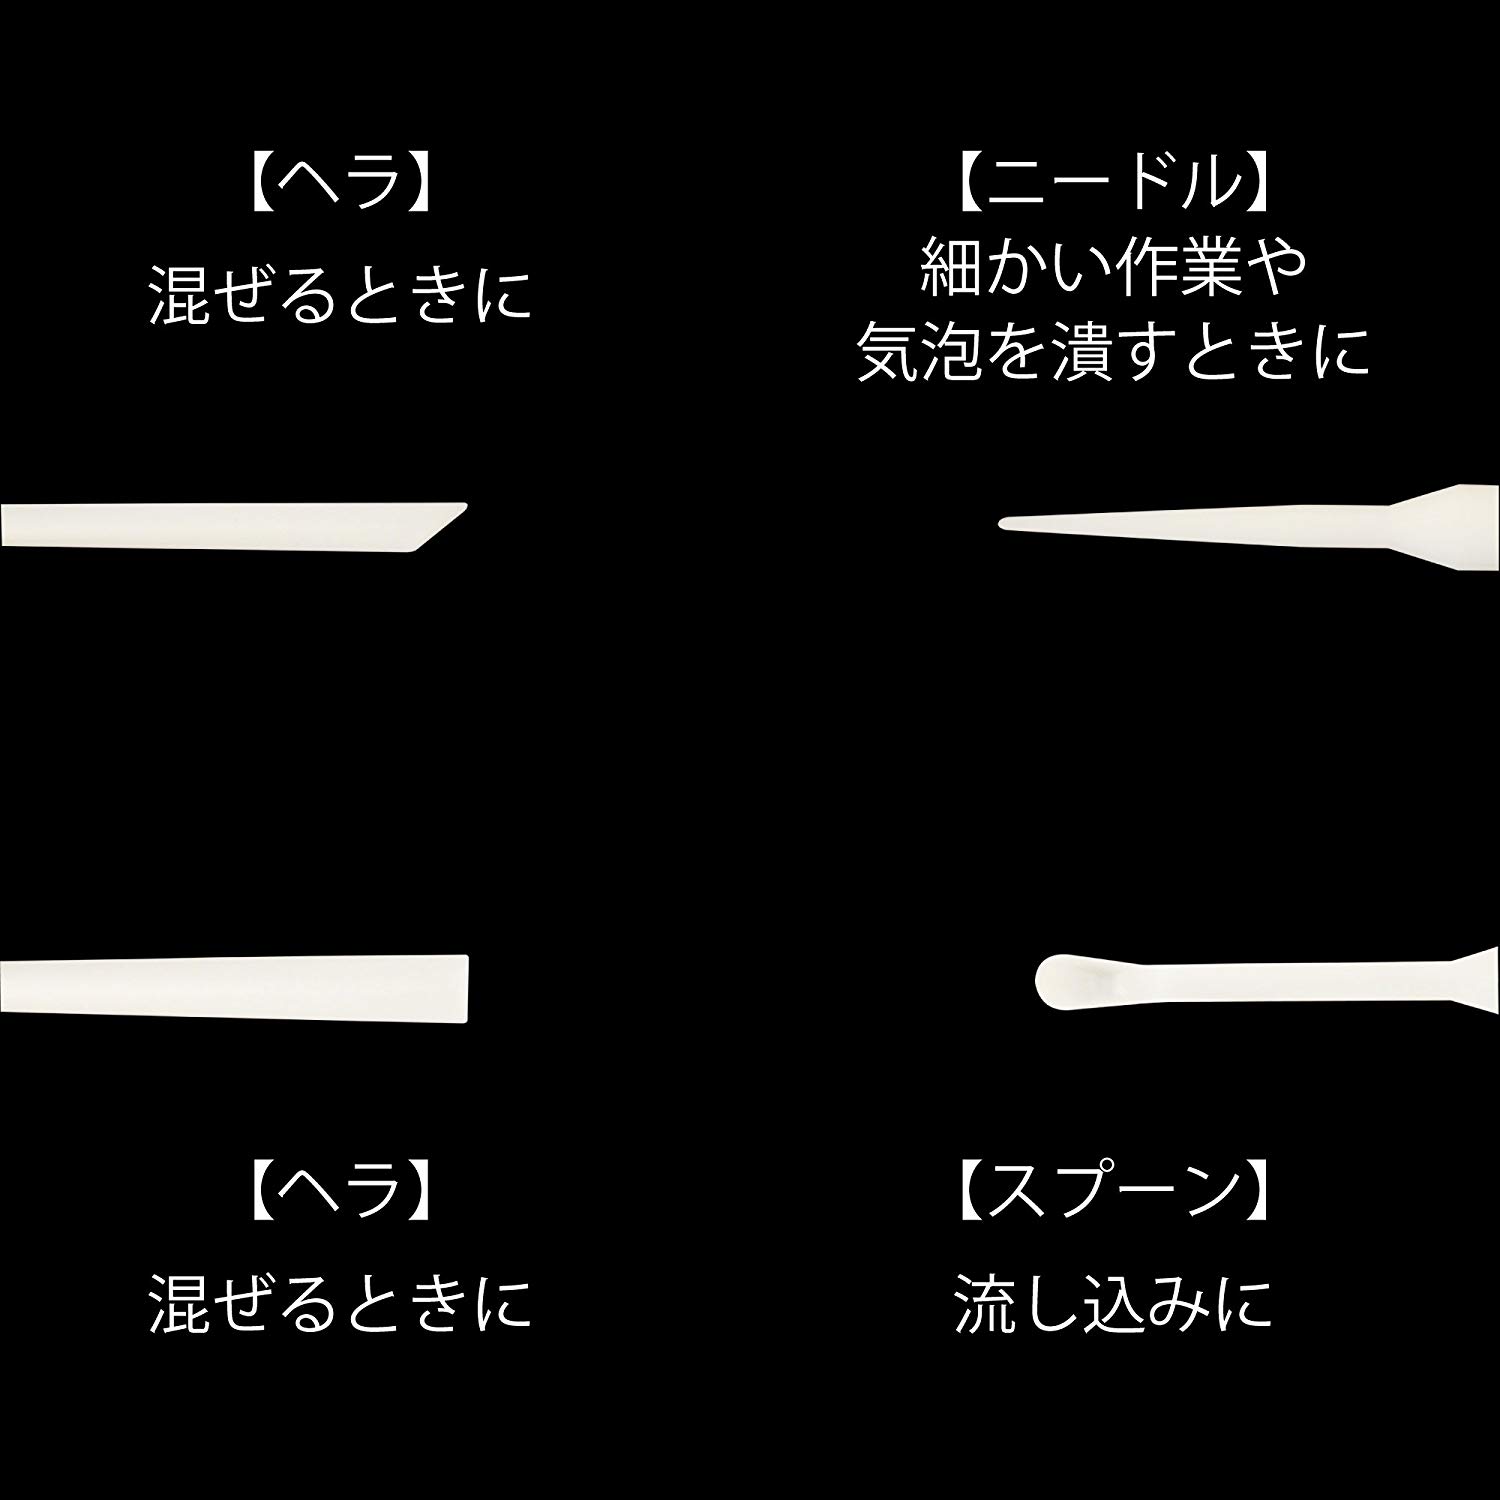 【ヘラ】
混ぜるときに
【ニードル】
細かい作業や
気泡を潰すときに
【ヘラ】
混ぜるときに
【スプーン】
流し込みに